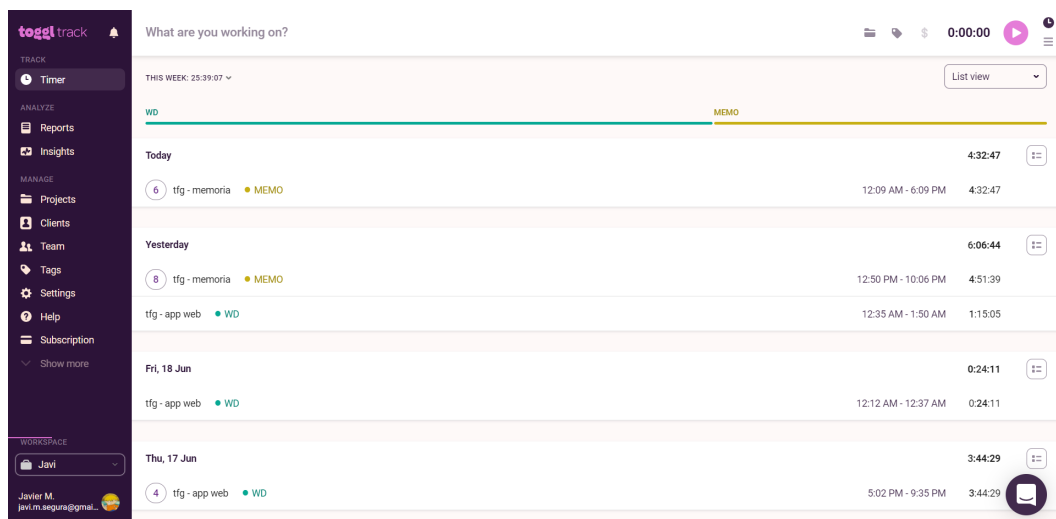 toggl track
What are you working on?
$
0:00:00
TRACK
Timer
ANALYZE
Reports
Insights
MANAGE
Projects
Clients
Team
Tags
Settings
Help
Subscription
Show more
WORKSPACE
Javi
Javier M.
javi.m.segura@gmai...
THIS WEEK: 25:39:07
List view
WD MEMO
Today 4:32:47
6 tfg - memoria MEMO 12:09 AM - 6:09 PM 4:32:47
Yesterday 6:06:44
8 tfg - memoria MEMO 12:50 PM - 10:06 PM 4:51:39
tfg - app web WD 12:35 AM - 1:50 AM 1:15:05
Fri, 18 Jun 0:24:11
tfg - app web WD 12:12 AM - 12:37 AM 0:24:11
Thu, 17 Jun 3:44:29
4 tfg - app web WD 5:02 PM - 9:35 PM 3:44:29